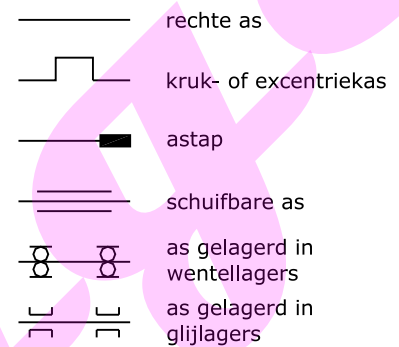 rechte as
kruk- of excentriekas
astap
schuifbare as
as gelagerd in
wentellagers
as gelagerd in
glijlagers